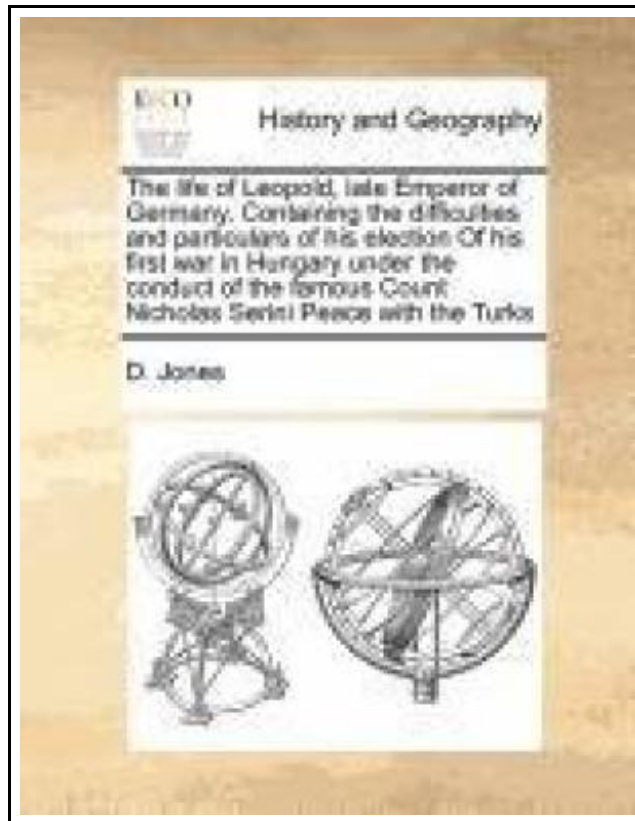 ECCO
History and Geography
The life of Leopold, late Emperor of
Germany. Containing the difficulties
and particulars of his election Of his
first war in Hungary under the
conduct of the famous Count
Nicholas Serini Peace with the Turks
D. Jones